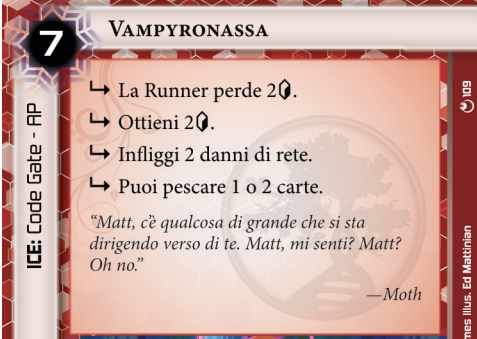 7
VAMPYRONASSA
↳ La Runner perde 2.
↳ Ottieni 2.
↳ Infliggi 2 danni di rete.
↳ Puoi pescare 1 o 2 carte.
“Matt, c’è qualcosa di grande che si sta
dirigendo verso di te. Matt, mi senti? Matt?
Oh no.”
—Moth
ICE: Code Gate - AP
109
Illus. Ed Mattinian